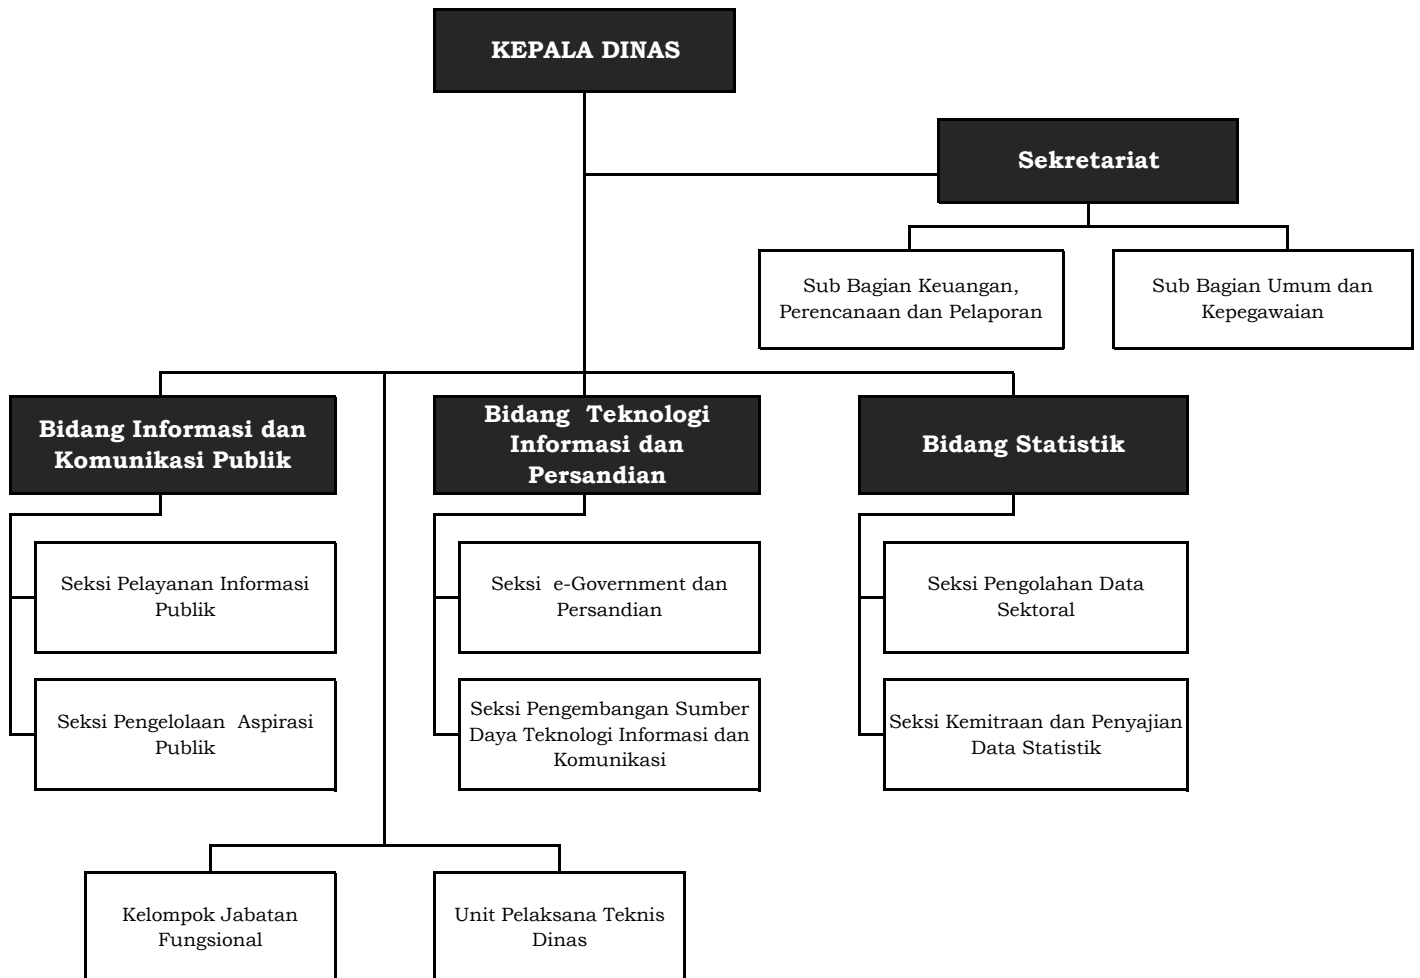 KEPALA DINAS
Sekretariat
Sub Bagian Keuangan,
Perencanaan dan Pelaporan
Sub Bagian Umum dan
Kepegawaian
Bidang Informasi dan
Komunikasi Publik
Bidang  Teknologi
Informasi dan
Persandian
Bidang Statistik
Seksi Pelayanan Informasi
Publik
Seksi  e-Government dan
Persandian
Seksi Pengolahan Data
Sektoral
Seksi Pengelolaan  Aspirasi
Publik
Seksi Pengembangan Sumber
Daya Teknologi Informasi dan
Komunikasi
Seksi Kemitraan dan Penyajian
Data Statistik
Kelompok Jabatan
Fungsional
Unit Pelaksana Teknis
Dinas